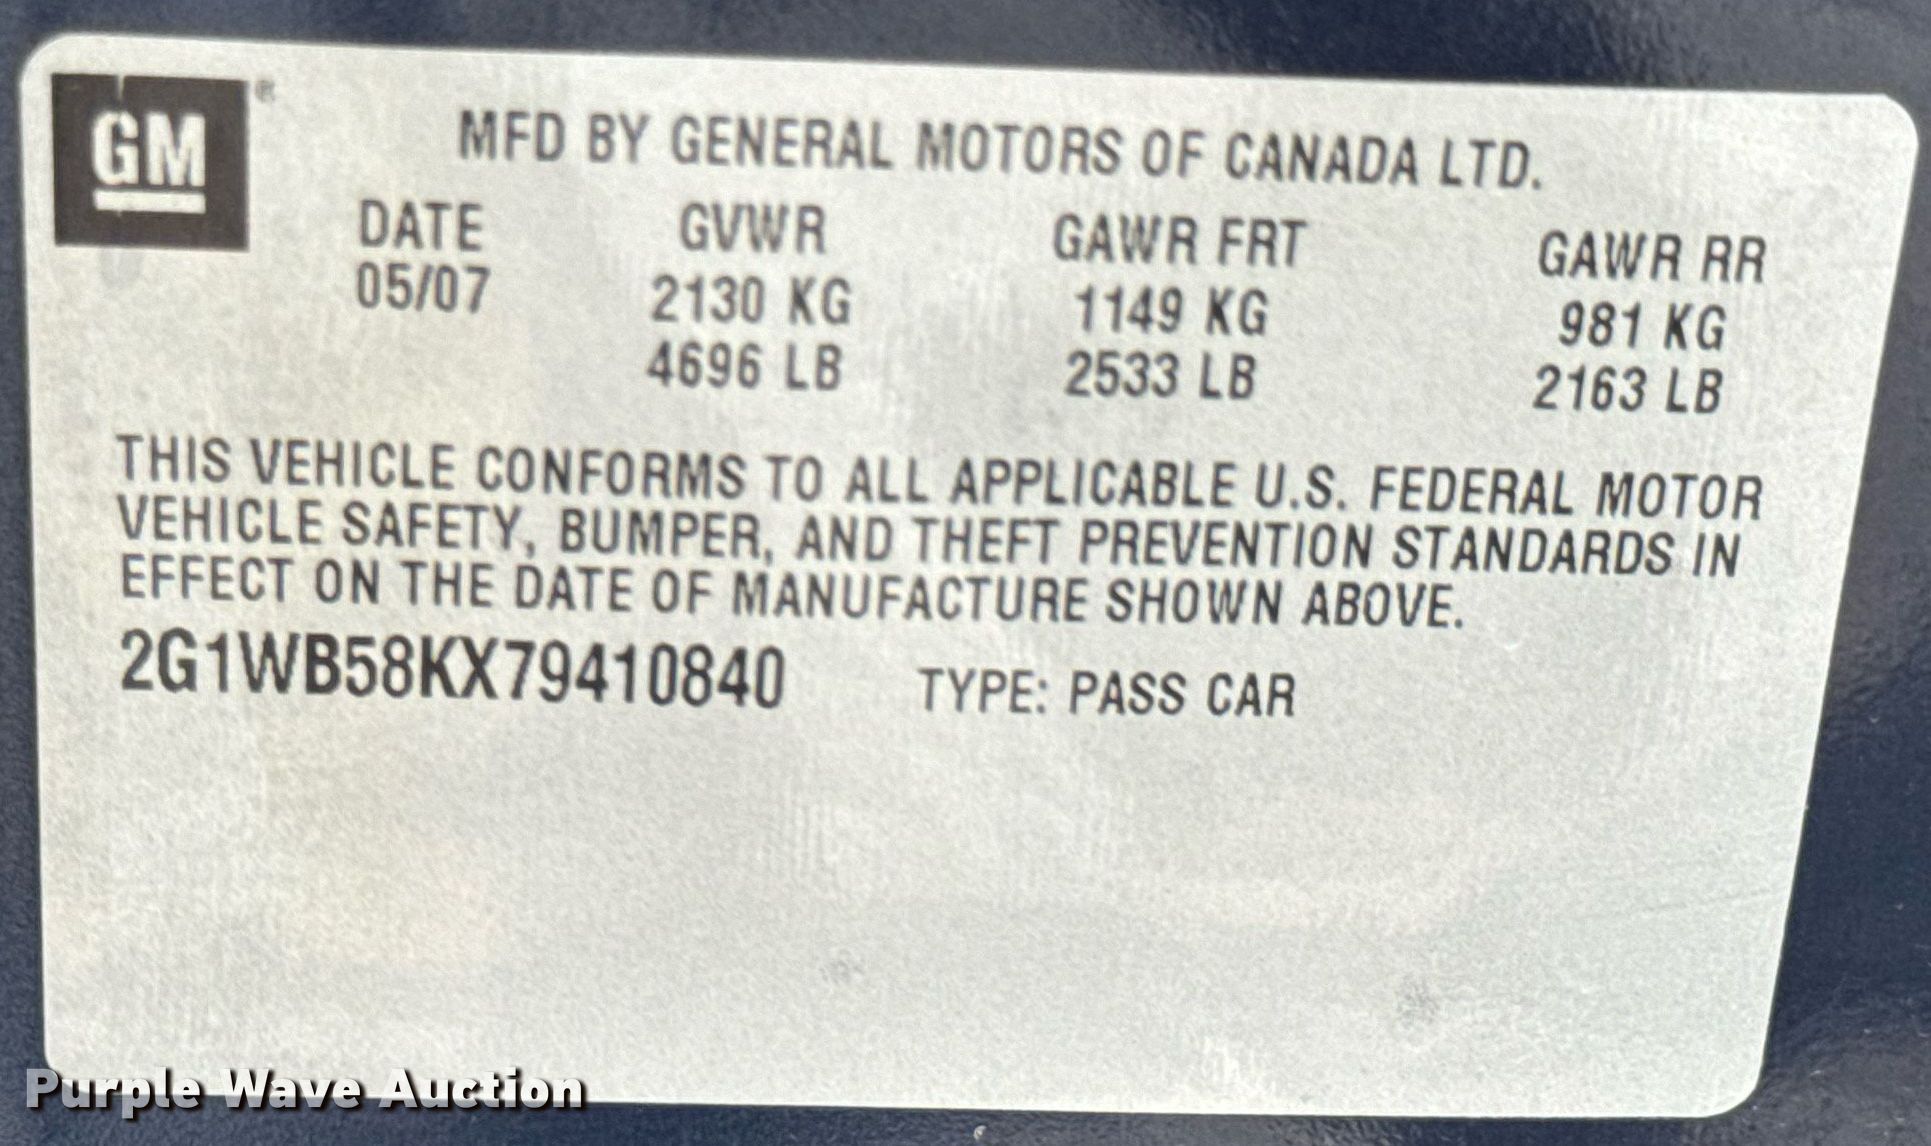 GM ®
MFD BY GENERAL MOTORS OF CANADA LTD.
DATE GVWR GAWR FRT GAWR RR
05/07 2130 KG 1149 KG 981 KG
4696 LB 2533 LB 2163 LB
THIS VEHICLE CONFORMS TO ALL APPLICABLE U.S. FEDERAL MOTOR
VEHICLE SAFETY, BUMPER, AND THEFT PREVENTION STANDARDS IN
EFFECT ON THE DATE OF MANUFACTURE SHOWN ABOVE.
2G1WB58KX79410840 TYPE: PASS CAR
Purple Wave Auction